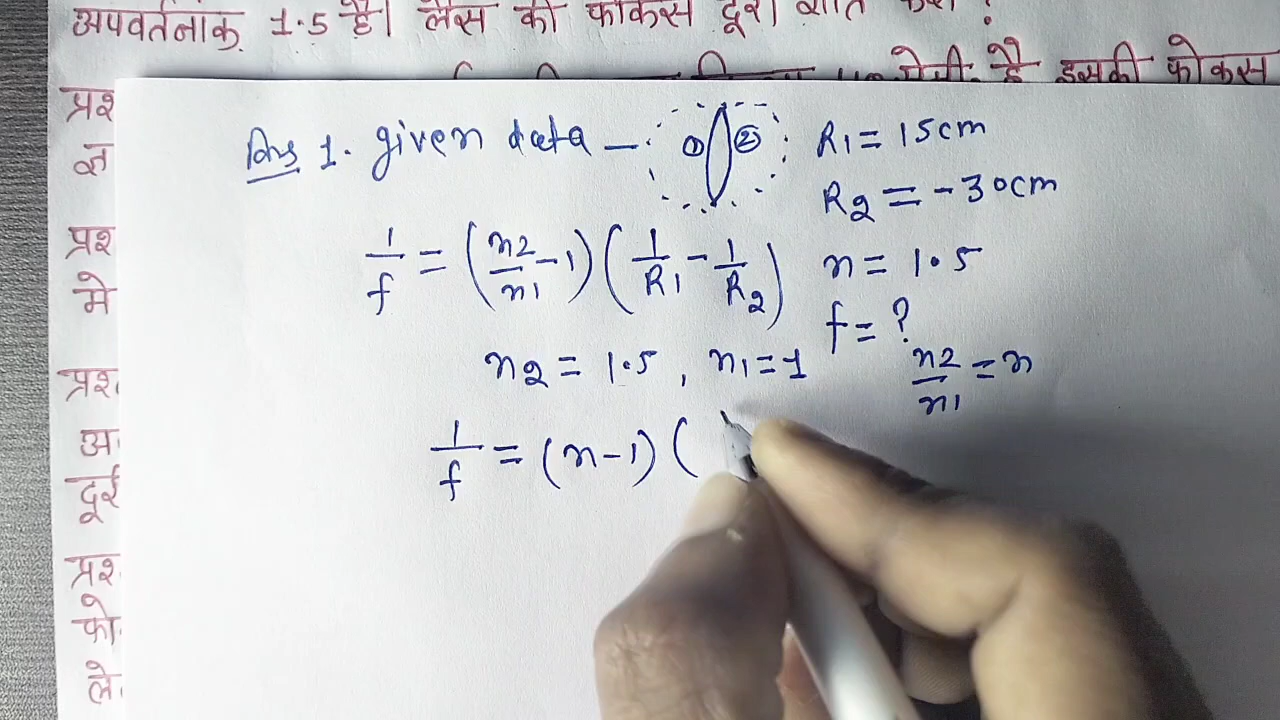 अपवर्तनांक 1.5 है। लेंस की फोकस दूरी ज्ञात करो ?
है इसकी फोकस
प्रश
ज्ञ
प्रश
मे
प्रश
अ
दूरी
प्रश
फो
ले
Ans 1. given data — ① ② R1 = 15cm
R2 = -30cm
1/f = (n2/n1 - 1) (1/R1 - 1/R2) n = 1.5
f = ?
n2 = 1.5, n1 = 1 n2/n1 = n
1/f = (n-1) (